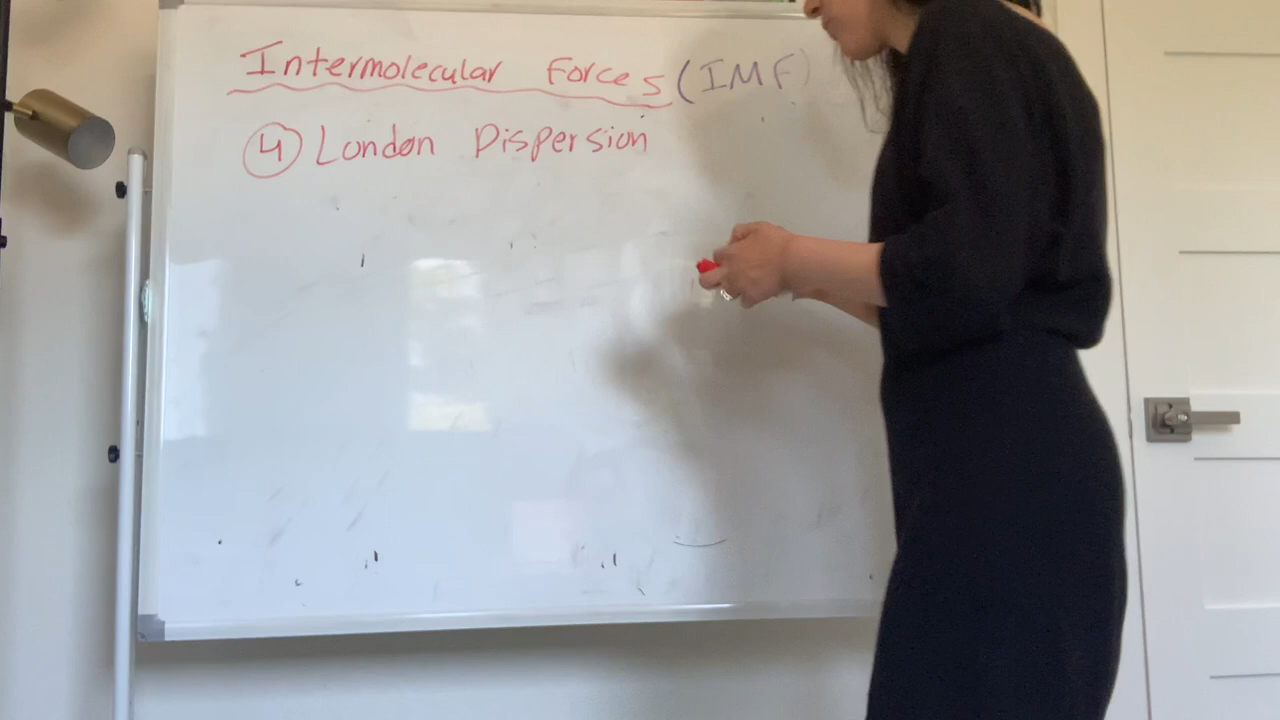 Intermolecular Forces (IMF)
④ London Dispersion